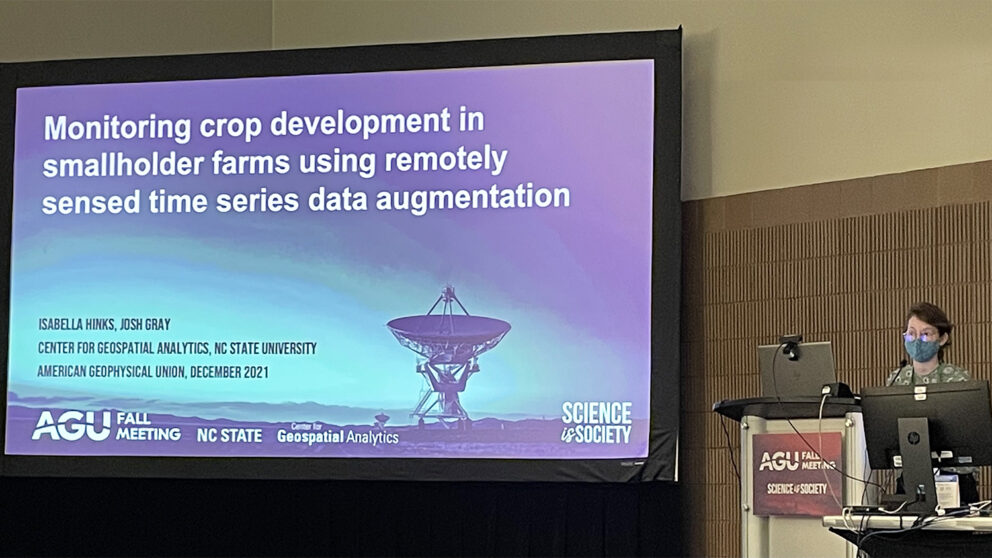 Monitoring crop development in
smallholder farms using remotely
sensed time series data augmentation
ISABELLA HINKS, JOSH GRAY
CENTER FOR GEOSPATIAL ANALYTICS, NC STATE UNIVERSITY
AMERICAN GEOPHYSICAL UNION, DECEMBER 2021
AGU FALL
MEETING
NC STATE
Center for
Geospatial Analytics
SCIENCE
is SOCIETY
AGU FALL
MEETING
SCIENCE is SOCIETY
hp